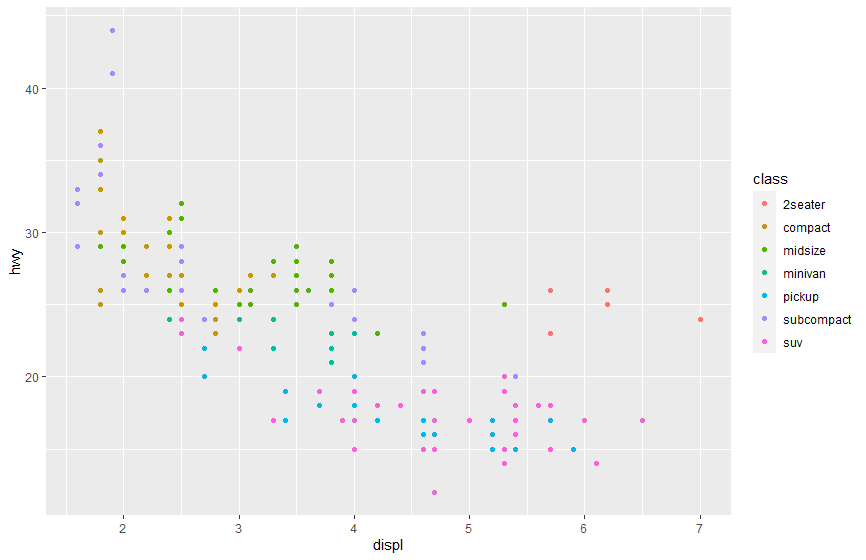 40
30
20
hwy
2 3 4 5 6 7
displ
class
2seater
compact
midsize
minivan
pickup
subcompact
suv